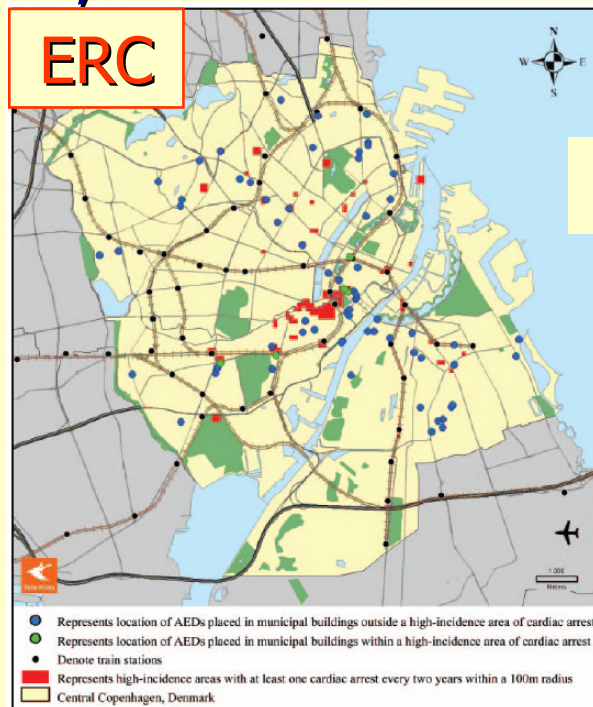 ERC
N
W E
S
1.000
Meters
Represents location of AEDs placed in municipal buildings outside a high-incidence area of cardiac arrest
Represents location of AEDs placed in municipal buildings within a high-incidence area of cardiac arrest
Denote train stations
Represents high-incidence areas with at least one cardiac arrest every two years within a 100m radius
Central Copenhagen, Denmark